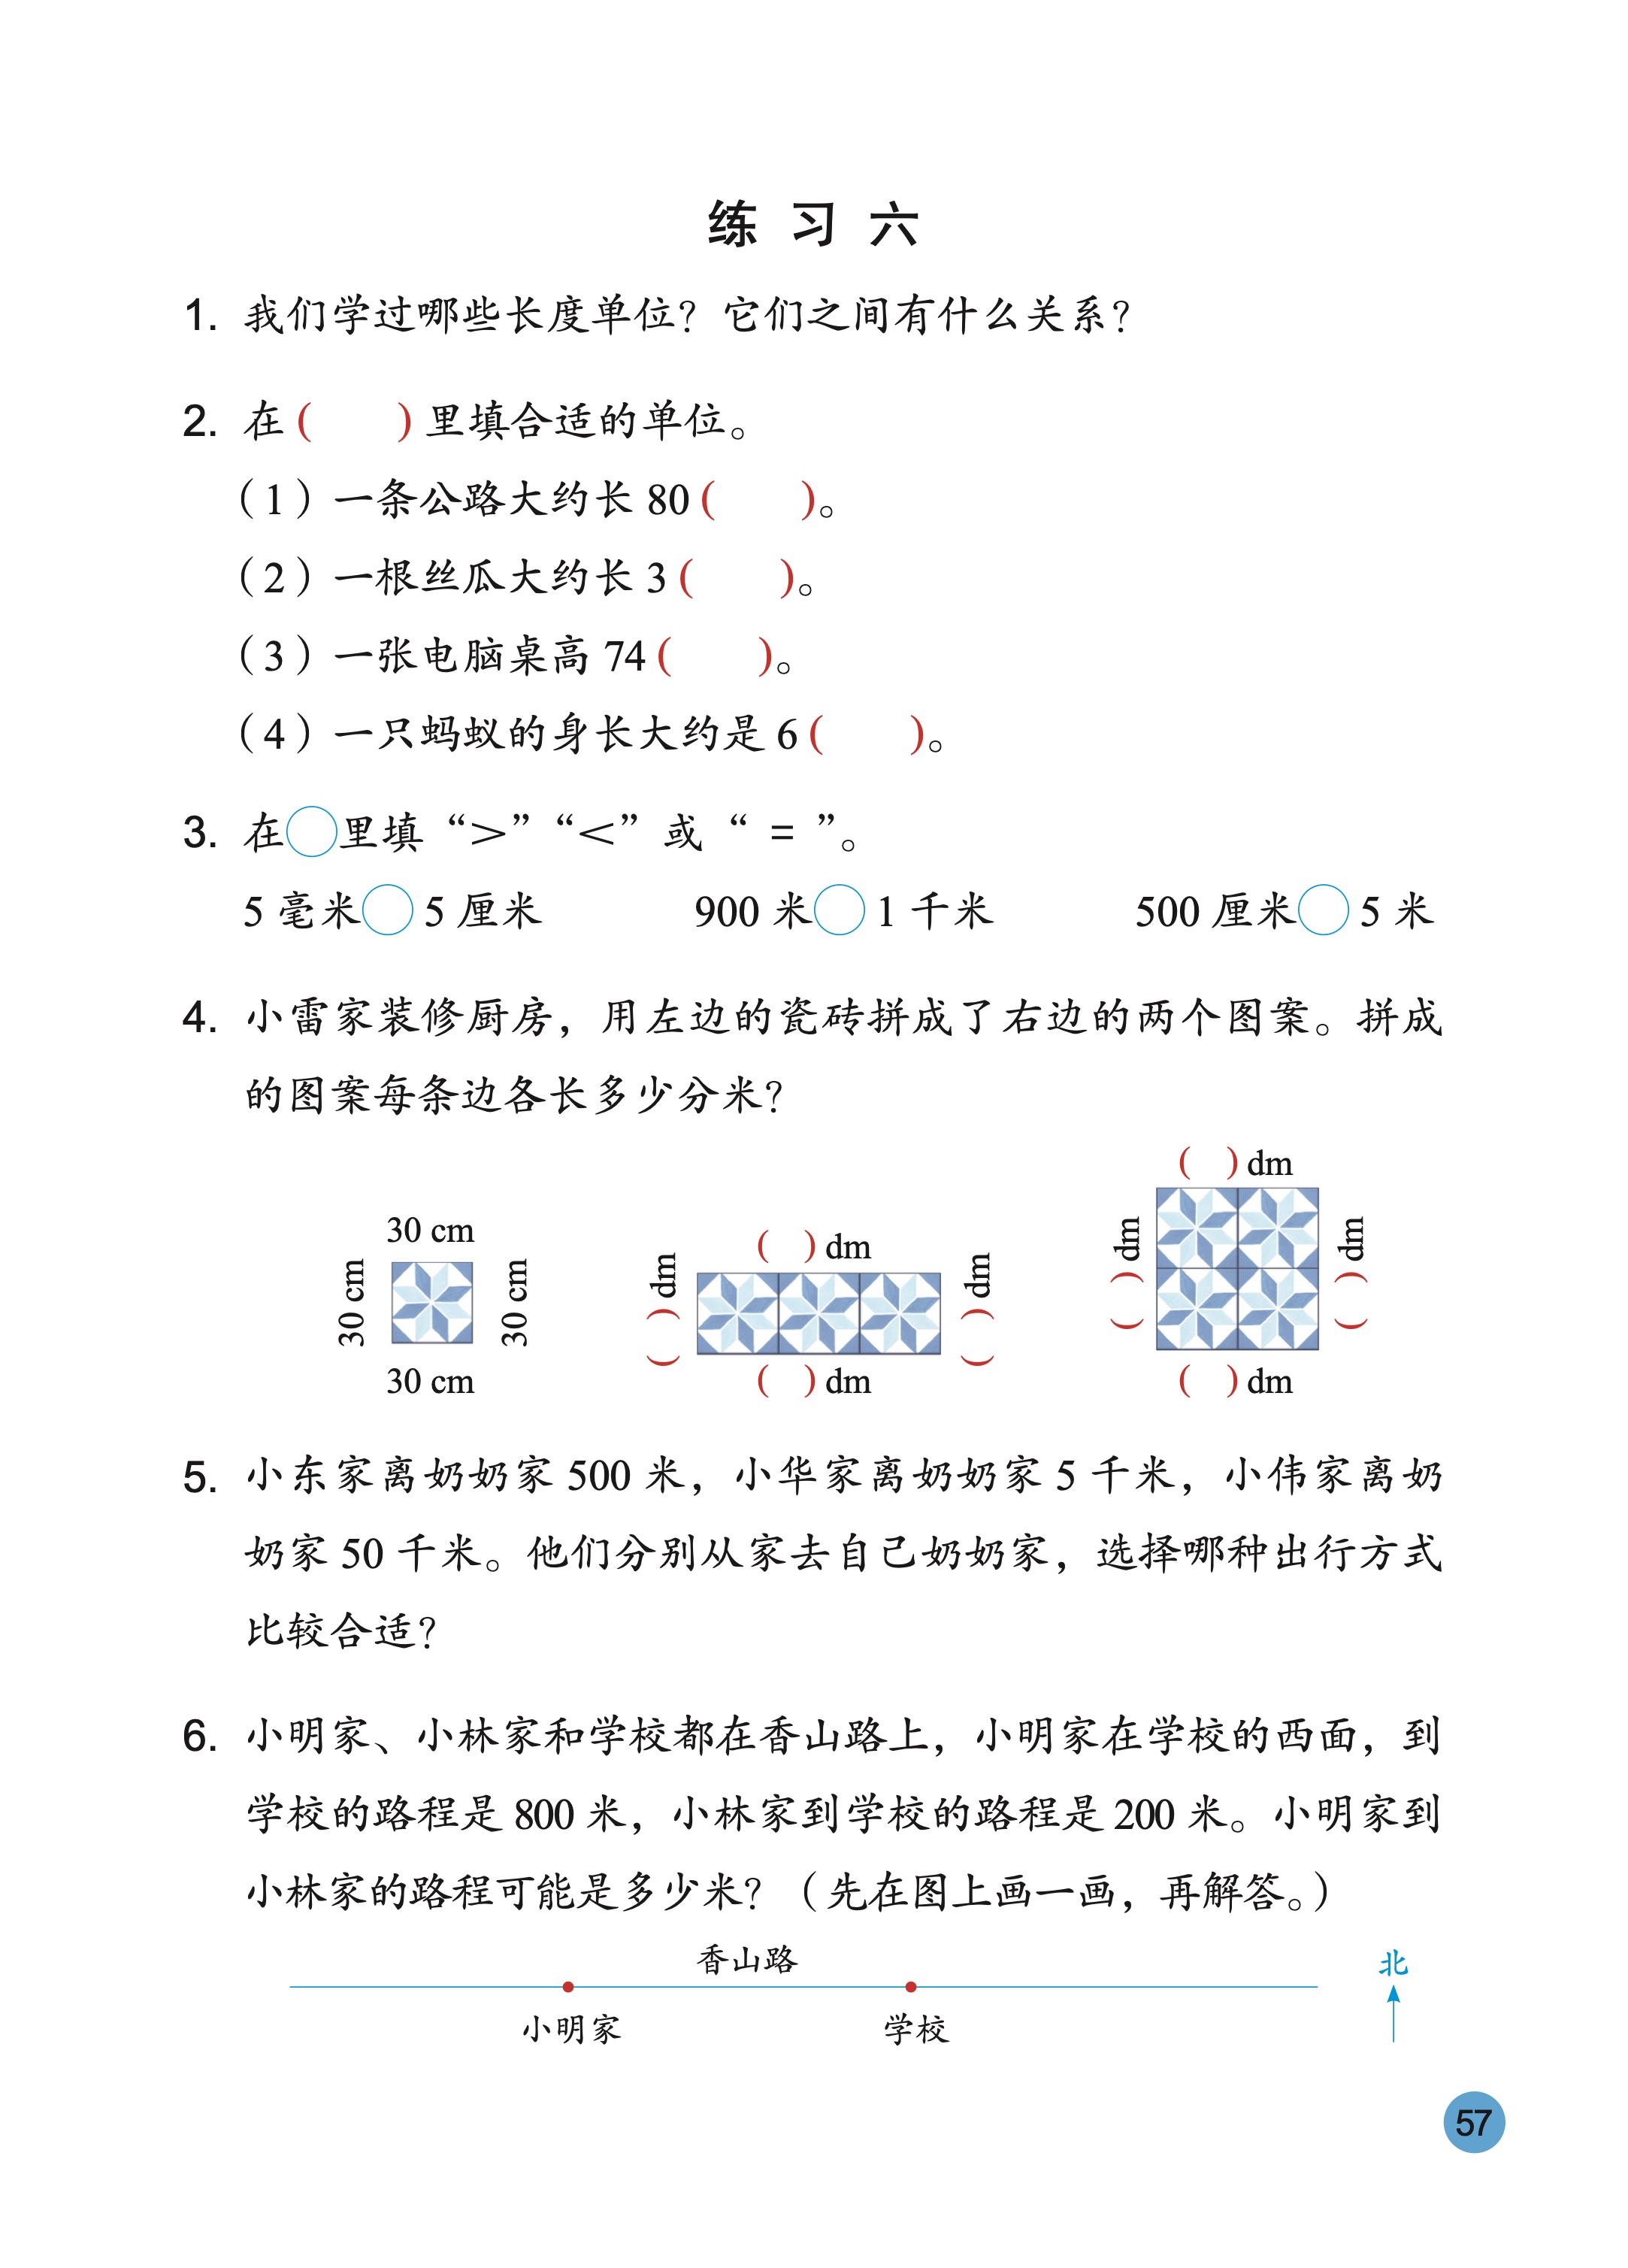 练 习 六
1. 我们学过哪些长度单位？它们之间有什么关系？
2. 在（　　）里填合适的单位。
（1）一条公路大约长 80（　　）。
（2）一根丝瓜大约长 3（　　）。
（3）一张电脑桌高 74（　　）。
（4）一只蚂蚁的身长大约是 6（　　）。
3. 在○里填“＞”“＜”或“＝”。
5 毫米○5 厘米　　900 米○1 千米　　500 厘米○5 米
4. 小雷家装修厨房，用左边的瓷砖拼成了右边的两个图案。拼成
的图案每条边各长多少分米？
30 cm
30 cm
30 cm
30 cm
（　）dm
（　）dm
（　）dm
（　）dm
（　）dm
（　）dm
（　）dm
（　）dm
5. 小东家离奶奶家 500 米，小华家离奶奶家 5 千米，小伟家离奶
奶家 50 千米。他们分别从家去自己奶奶家，选择哪种出行方式
比较合适？
6. 小明家、小林家和学校都在香山路上，小明家在学校的西面，到
学校的路程是 800 米，小林家到学校的路程是 200 米。小明家到
小林家的路程可能是多少米？（先在图上画一画，再解答。）
香山路
北
小明家　　学校
57